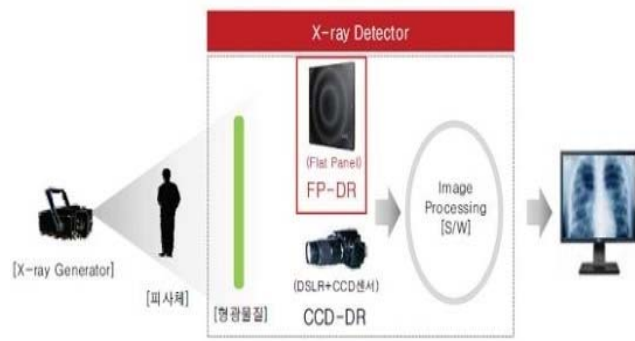 X-ray Detector
(Flat Panel)
FP-DR
Image
Processing
[S/W]
[X-ray Generator]
[피사체]
[형광물질]
(DSLR+CCD센서)
CCD-DR